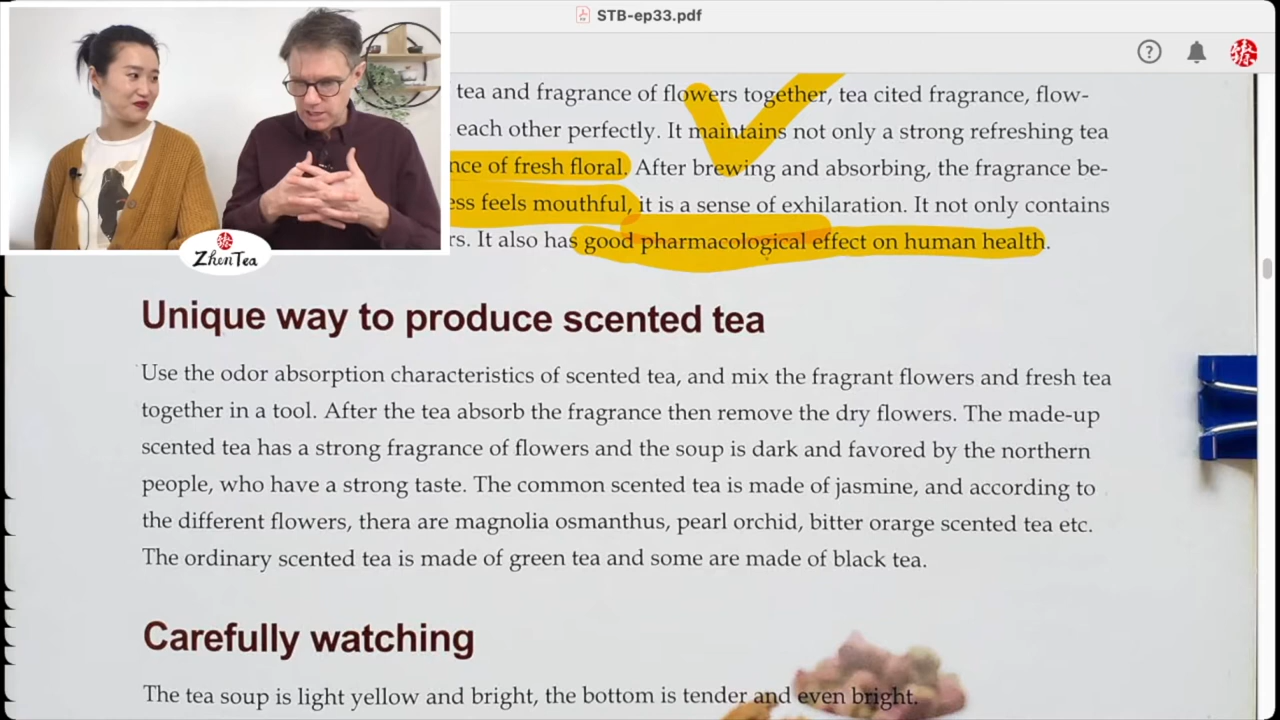 STB-ep33.pdf
tea and fragrance of flowers together, tea cited fragrance, flow-
each other perfectly. It maintains not only a strong refreshing tea
nce of fresh floral. After brewing and absorbing, the fragrance be-
ess feels mouthful, it is a sense of exhilaration. It not only contains
rs. It also has good pharmacological effect on human health.
ZhenTea
Unique way to produce scented tea
Use the odor absorption characteristics of scented tea, and mix the fragrant flowers and fresh tea
together in a tool. After the tea absorb the fragrance then remove the dry flowers. The made-up
scented tea has a strong fragrance of flowers and the soup is dark and favored by the northern
people, who have a strong taste. The common scented tea is made of jasmine, and according to
the different flowers, thera are magnolia osmanthus, pearl orchid, bitter orarge scented tea etc.
The ordinary scented tea is made of green tea and some are made of black tea.
Carefully watching
The tea soup is light yellow and bright, the bottom is tender and even bright.